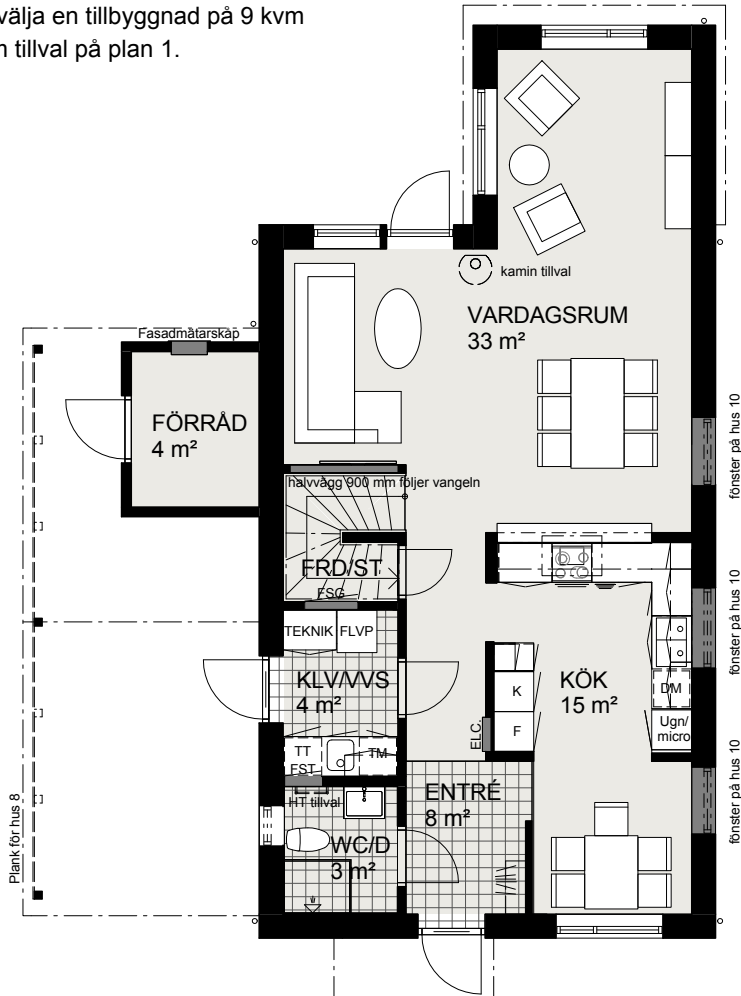 välja en tillbyggnad på 9 kvm
m tillval på plan 1.
kamin tillval
VARDAGSRUM
33 m²
Fasadmätarskåp
FÖRRÅD
4 m²
fönster på hus 10
halvvägg 900 mm följer vangeln
FRD/ST
FSG
TEKNIK
FLVP
KLV/VVS
4 m²
TT
FST
TM
HT tillval
WC/D
3 m²
ELC.
ENTRÉ
8 m²
K
F
KÖK
15 m²
DM
Ugn/
micro
fönster på hus 10
fönster på hus 10
Plank för hus 8